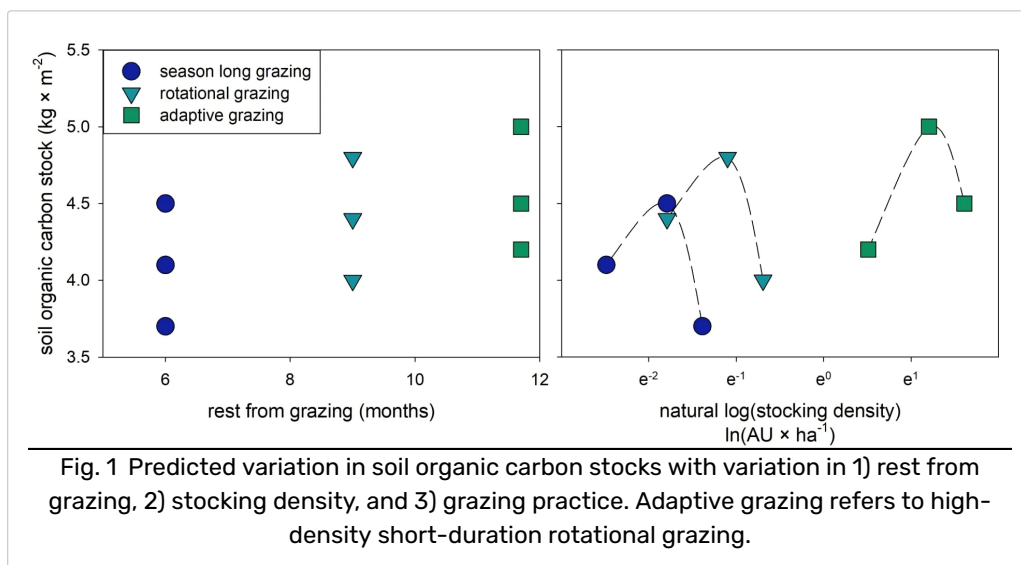 5.5
5.0
4.5
4.0
3.5
soil organic carbon stock (kg × m⁻²)
season long grazing
rotational grazing
adaptive grazing
6 8 10 12
rest from grazing (months)
e⁻² e⁻¹ e⁰ e¹
natural log(stocking density)
ln(AU × ha⁻¹)
Fig. 1 Predicted variation in soil organic carbon stocks with variation in 1) rest from
grazing, 2) stocking density, and 3) grazing practice. Adaptive grazing refers to high-
density short-duration rotational grazing.